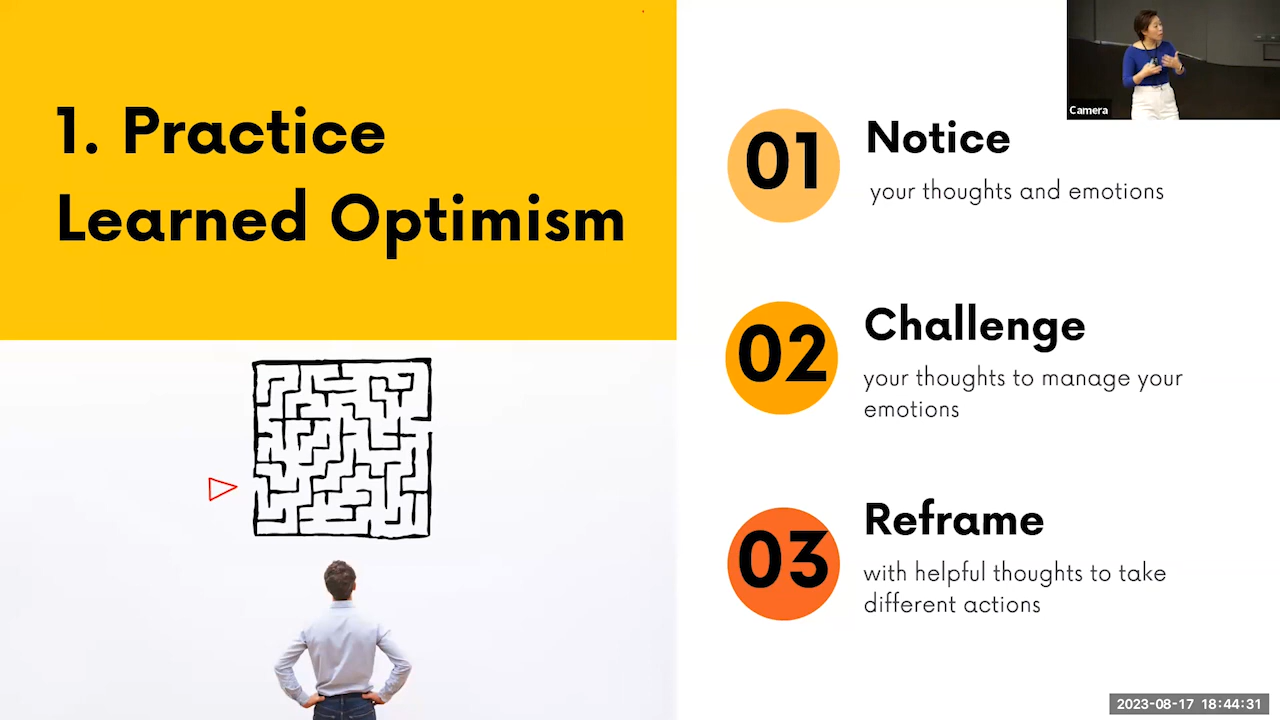 1. Practice
Learned Optimism
01
Notice
your thoughts and emotions
02
Challenge
your thoughts to manage your
emotions
03
Reframe
with helpful thoughts to take
different actions
Camera
2023-08-17 18:44:31